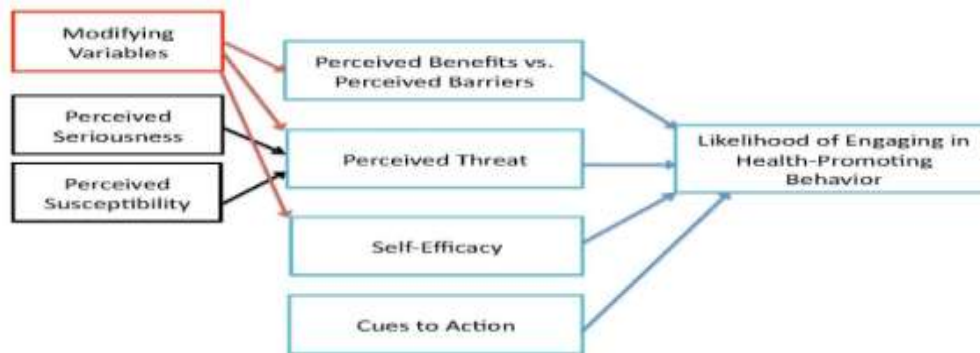 Modifying
Variables
Perceived
Seriousness
Perceived
Susceptibility
Perceived Benefits vs.
Perceived Barriers
Perceived Threat
Self-Efficacy
Cues to Action
Likelihood of Engaging in
Health-Promoting
Behavior